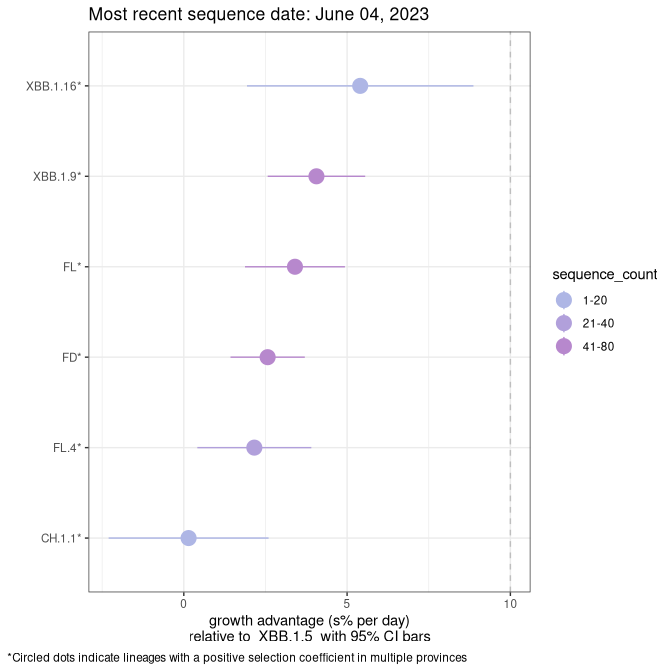 Most recent sequence date: June 04, 2023
XBB.1.16*
XBB.1.9*
FL*
FD*
FL.4*
CH.1.1*
0 5 10
growth advantage (s% per day)
relative to XBB.1.5 with 95% CI bars
sequence_count
1-20
21-40
41-80
*Circled dots indicate lineages with a positive selection coefficient in multiple provinces